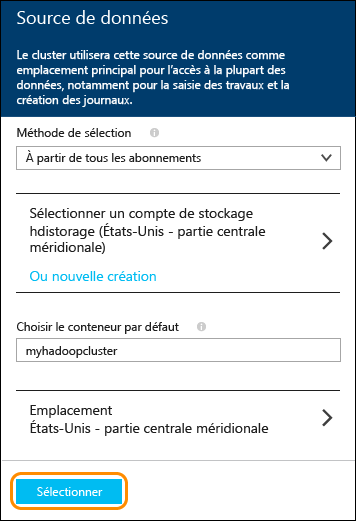 Source de données
Le cluster utilisera cette source de données comme
emplacement principal pour l'accès à la plupart des
données, notamment pour la saisie des travaux et la
création des journaux.
Méthode de sélection
À partir de tous les abonnements
Sélectionner un compte de stockage
hdistorage (États-Unis - partie centrale
méridionale)
Ou nouvelle création
Choisir le conteneur par défaut
myhadoopcluster
Emplacement
États-Unis - partie centrale méridionale
Sélectionner